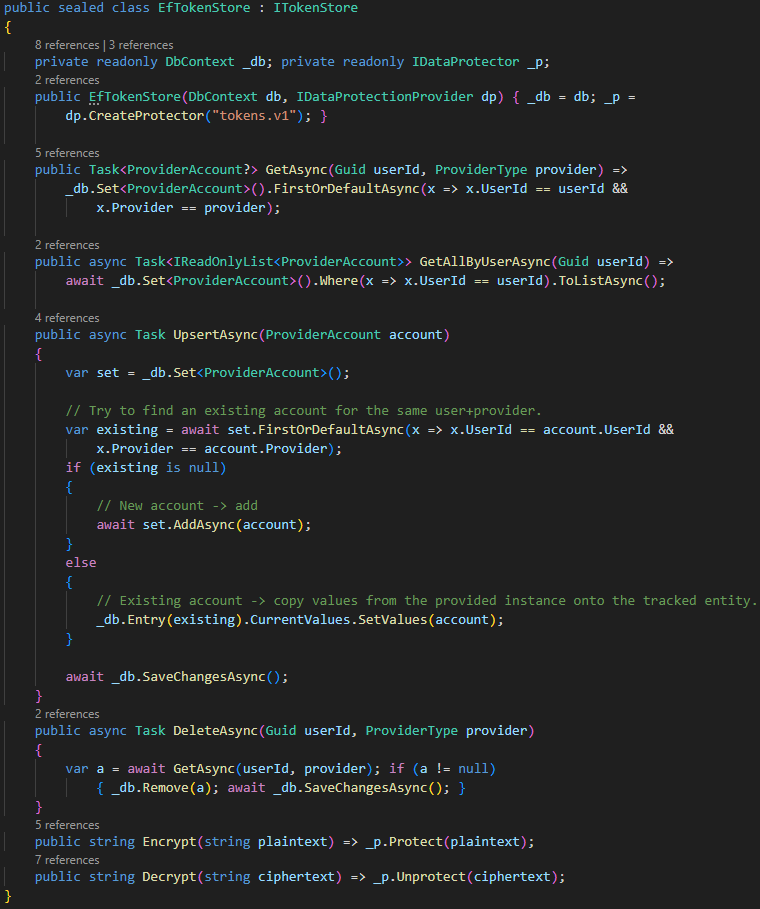 public sealed class EfTokenStore : ITokenStore
{
8 references | 3 references
private readonly DbContext _db; private readonly IDataProtector _p;
2 references
public EfTokenStore(DbContext db, IDataProtectionProvider dp) { _db = db; _p =
dp.CreateProtector("tokens.v1"); }
5 references
public Task<ProviderAccount?> GetAsync(Guid userId, ProviderType provider) =>
_db.Set<ProviderAccount>().FirstOrDefaultAsync(x => x.UserId == userId &&
x.Provider == provider);
2 references
public async Task<IReadOnlyList<ProviderAccount>> GetAllByUserAsync(Guid userId) =>
await _db.Set<ProviderAccount>().Where(x => x.UserId == userId).ToListAsync();
4 references
public async Task UpsertAsync(ProviderAccount account)
{
var set = _db.Set<ProviderAccount>();
// Try to find an existing account for the same user+provider.
var existing = await set.FirstOrDefaultAsync(x => x.UserId == account.UserId &&
x.Provider == account.Provider);
if (existing is null)
{
// New account -> add
await set.AddAsync(account);
}
else
{
// Existing account -> copy values from the provided instance onto the tracked entity.
_db.Entry(existing).CurrentValues.SetValues(account);
}
await _db.SaveChangesAsync();
}
2 references
public async Task DeleteAsync(Guid userId, ProviderType provider)
{
var a = await GetAsync(userId, provider); if (a != null)
{ _db.Remove(a); await _db.SaveChangesAsync(); }
}
5 references
public string Encrypt(string plaintext) => _p.Protect(plaintext);
7 references
public string Decrypt(string ciphertext) => _p.Unprotect(ciphertext);
}